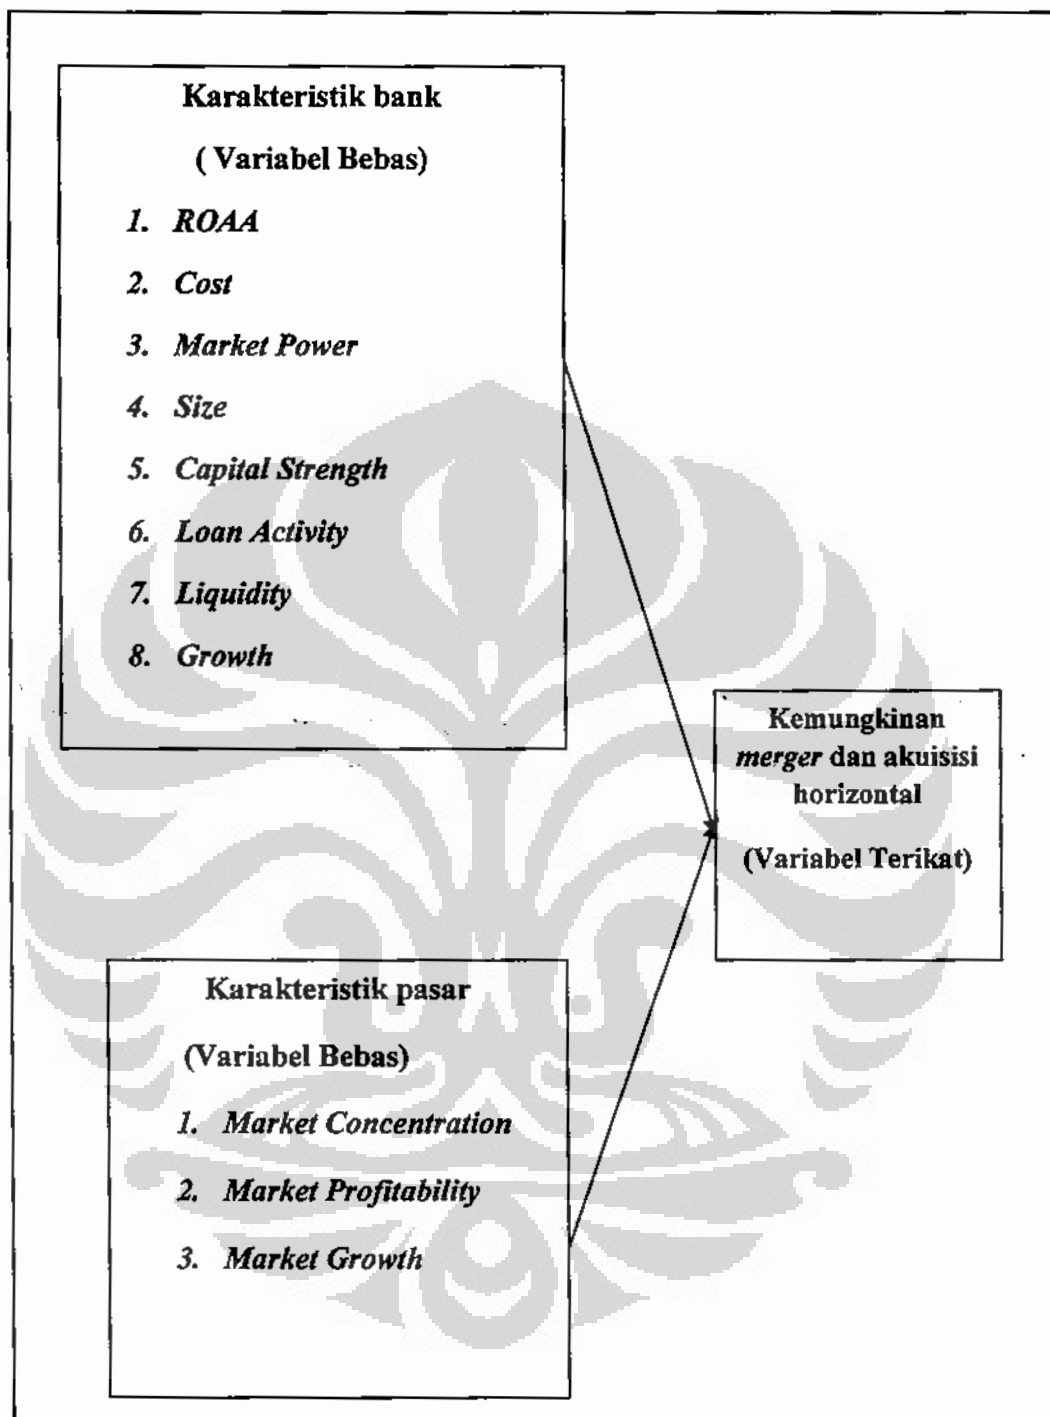 Karakteristik bank
( Variabel Bebas)
1. ROAA
2. Cost
3. Market Power
4. Size
5. Capital Strength
6. Loan Activity
7. Liquidity
8. Growth
Kemungkinan
merger dan akuisisi
horizontal
(Variabel Terikat)
Karakteristik pasar
(Variabel Bebas)
1. Market Concentration
2. Market Profitability
3. Market Growth